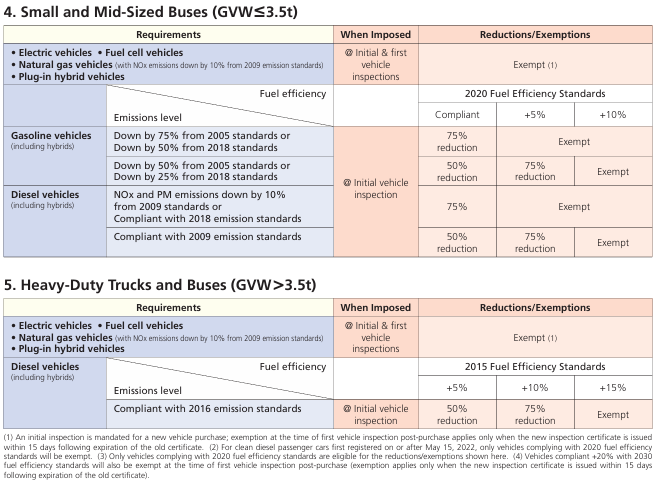 4. Small and Mid-Sized Buses (GVW≤3.5t)
Requirements When Imposed Reductions/Exemptions
• Electric vehicles • Fuel cell vehicles
• Natural gas vehicles (with NOx emissions down by 10% from 2009 emission standards)
• Plug-in hybrid vehicles
@ Initial & first
vehicle
inspections
Exempt (1)
Fuel efficiency
Emissions level
2020 Fuel Efficiency Standards
Compliant +5% +10%
Gasoline vehicles
(including hybrids)
Down by 75% from 2005 standards or
Down by 50% from 2018 standards
@ Initial vehicle
inspection
75%
reduction
Exempt
Down by 50% from 2005 standards or
Down by 25% from 2018 standards
50%
reduction
75%
reduction
Exempt
Diesel vehicles
(including hybrids)
NOx and PM emissions down by 10%
from 2009 standards or
Compliant with 2018 emission standards
75%
Exempt
Compliant with 2009 emission standards
50%
reduction
75%
reduction
Exempt
5. Heavy-Duty Trucks and Buses (GVW>3.5t)
Requirements When Imposed Reductions/Exemptions
• Electric vehicles • Fuel cell vehicles
• Natural gas vehicles (with NOx emissions down by 10% from 2009 emission standards)
• Plug-in hybrid vehicles
@ Initial & first
vehicle
inspections
Exempt (1)
Diesel vehicles
(including hybrids)
Fuel efficiency
Emissions level
2015 Fuel Efficiency Standards
+5% +10% +15%
Compliant with 2016 emission standards
@ Initial vehicle
inspection
50%
reduction
75%
reduction
Exempt
(1) An initial inspection is mandated for a new vehicle purchase; exemption at the time of first vehicle inspection post-purchase applies only when the new inspection certificate is issued
within 15 days following expiration of the old certificate. (2) For clean diesel passenger cars first registered on or after May 15, 2022, only vehicles complying with 2020 fuel efficiency
standards will be exempt. (3) Only vehicles complying with 2020 fuel efficiency standards are eligible for the reductions/exemptions shown here. (4) Vehicles compliant +20% with 2030
fuel efficiency standards will also be exempt at the time of first vehicle inspection post-purchase (exemption applies only when the new inspection certificate is issued within 15 days
following expiration of the old certificate).